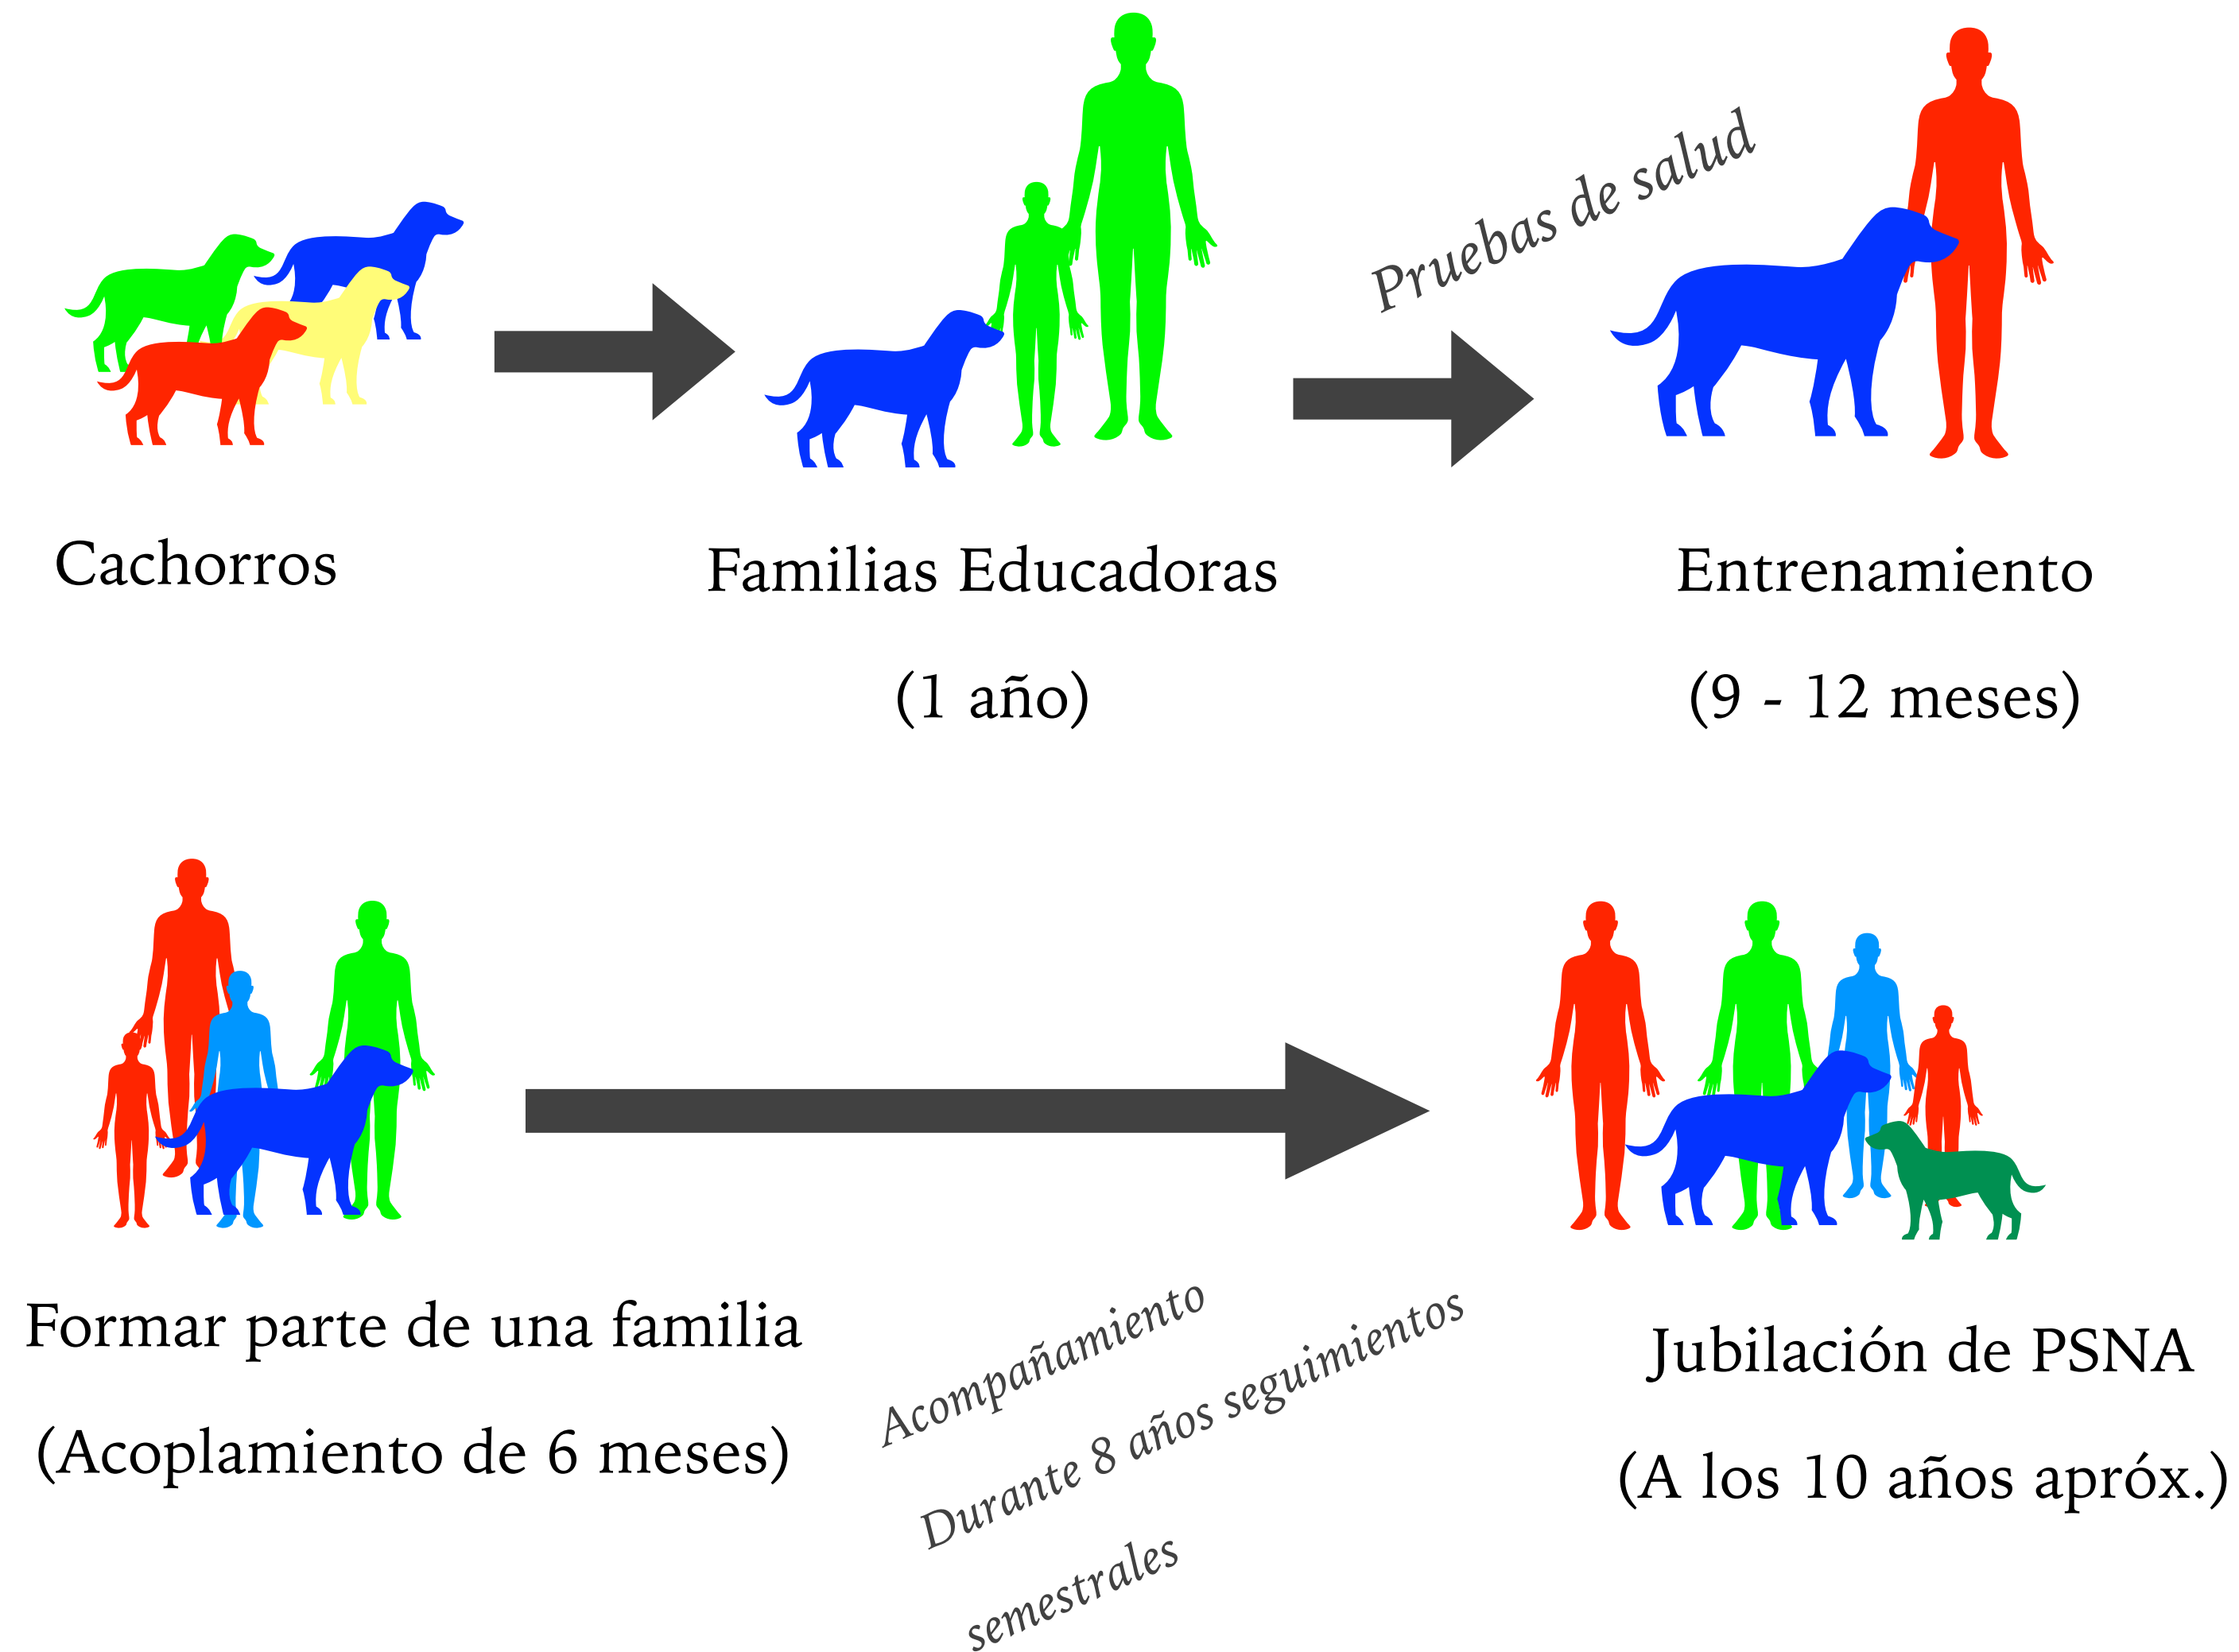 Pruebas de salud
Cachorros
Familias Educadoras
Entrenamiento
(1 año)
(9 - 12 meses)
Formar parte de una familia
(Acoplamiento de 6 meses)
Acompañamiento
Durante 8 años seguimientos
semestrales
Jubilación de PSNA
(A los 10 años apróx.)